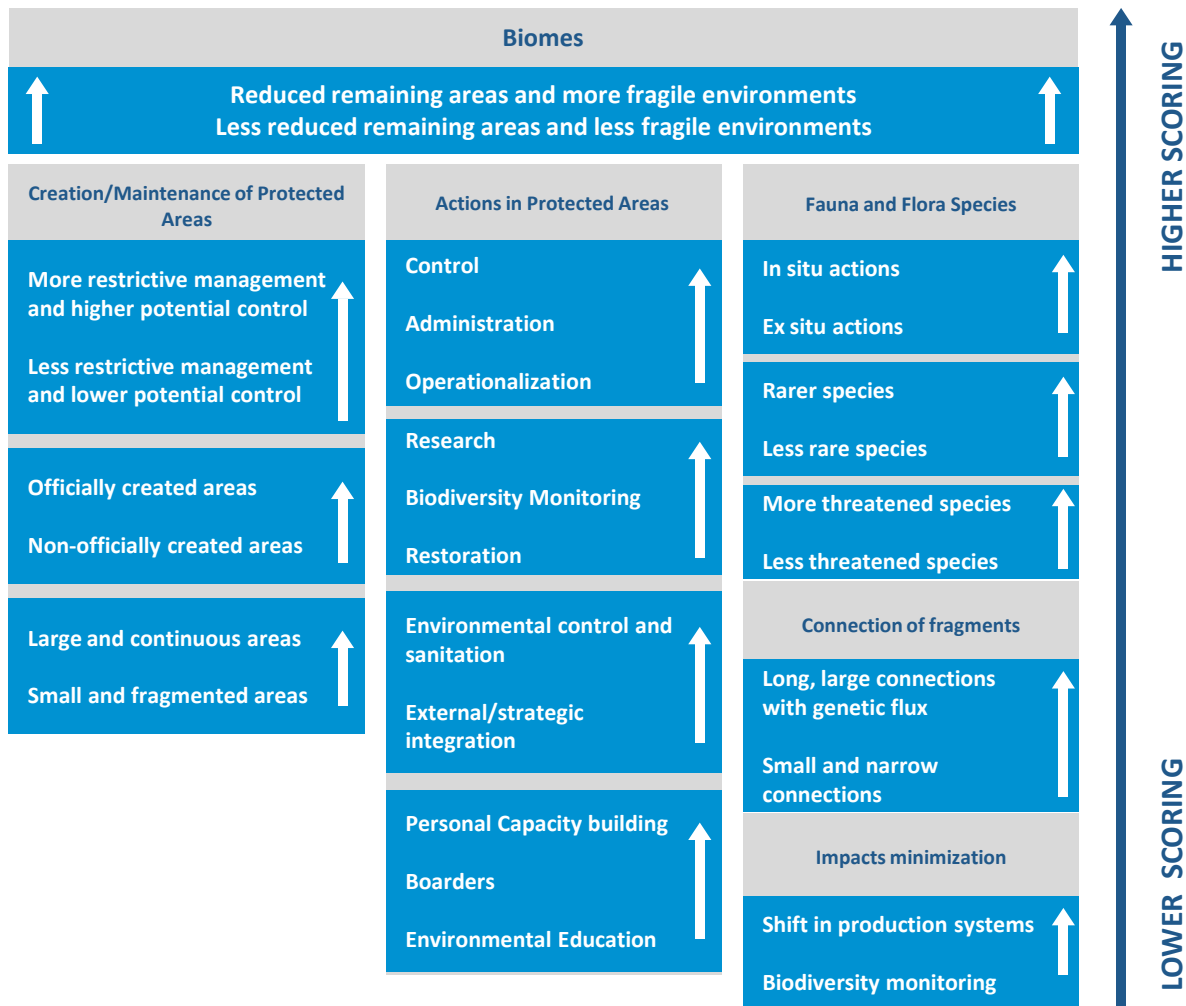 Biomes
Reduced remaining areas and more fragile environments
Less reduced remaining areas and less fragile environments
Creation/Maintenance of Protected
Areas
More restrictive management
and higher potential control
Less restrictive management
and lower potential control
Officially created areas
Non-officially created areas
Large and continuous areas
Small and fragmented areas
Actions in Protected Areas
Control
Administration
Operationalization
Research
Biodiversity Monitoring
Restoration
Environmental control and
sanitation
External/strategic
integration
Personal Capacity building
Boarders
Environmental Education
Fauna and Flora Species
In situ actions
Ex situ actions
Rarer species
Less rare species
More threatened species
Less threatened species
Connection of fragments
Long, large connections
with genetic flux
Small and narrow
connections
Impacts minimization
Shift in production systems
Biodiversity monitoring
HIGHER SCORING
LOWER SCORING